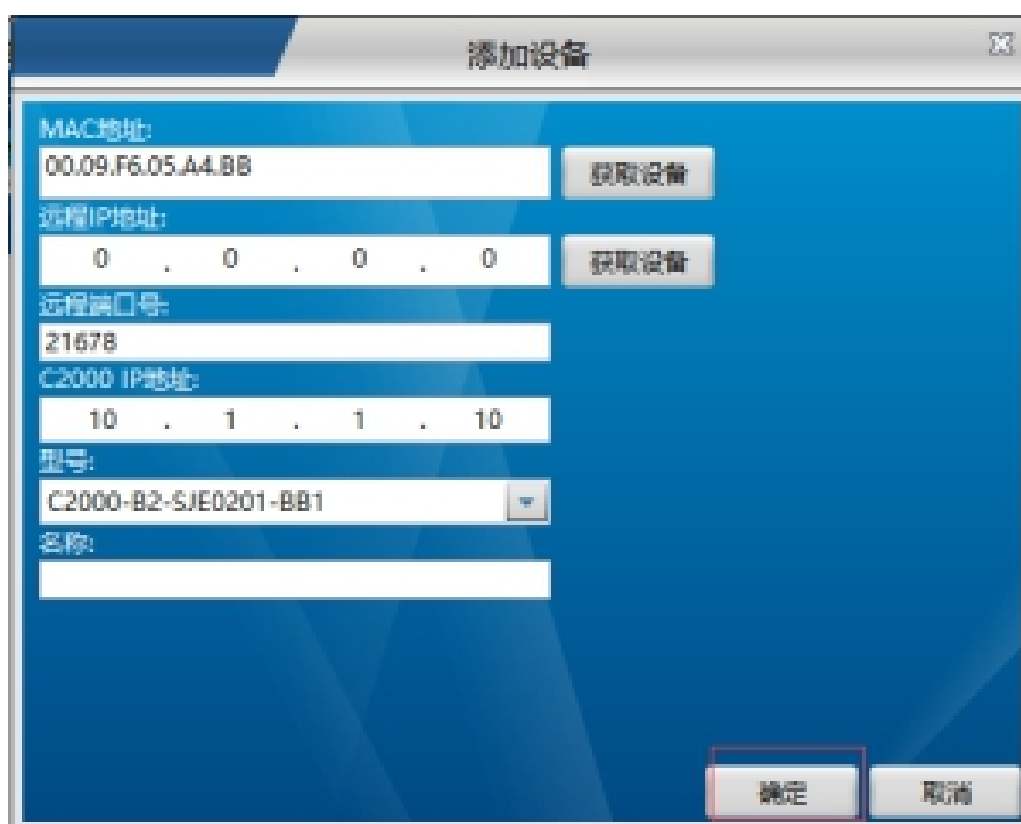 添加设备
MAC地址:
00.09.F6.05.A4.BB
获取设备
远程IP地址:
0 . 0 . 0 . 0
获取设备
远程端口号:
21678
C2000 IP地址:
10 . 1 . 1 . 10
型号:
C2000-B2-SJE0201-BB1
名称:
确定
取消